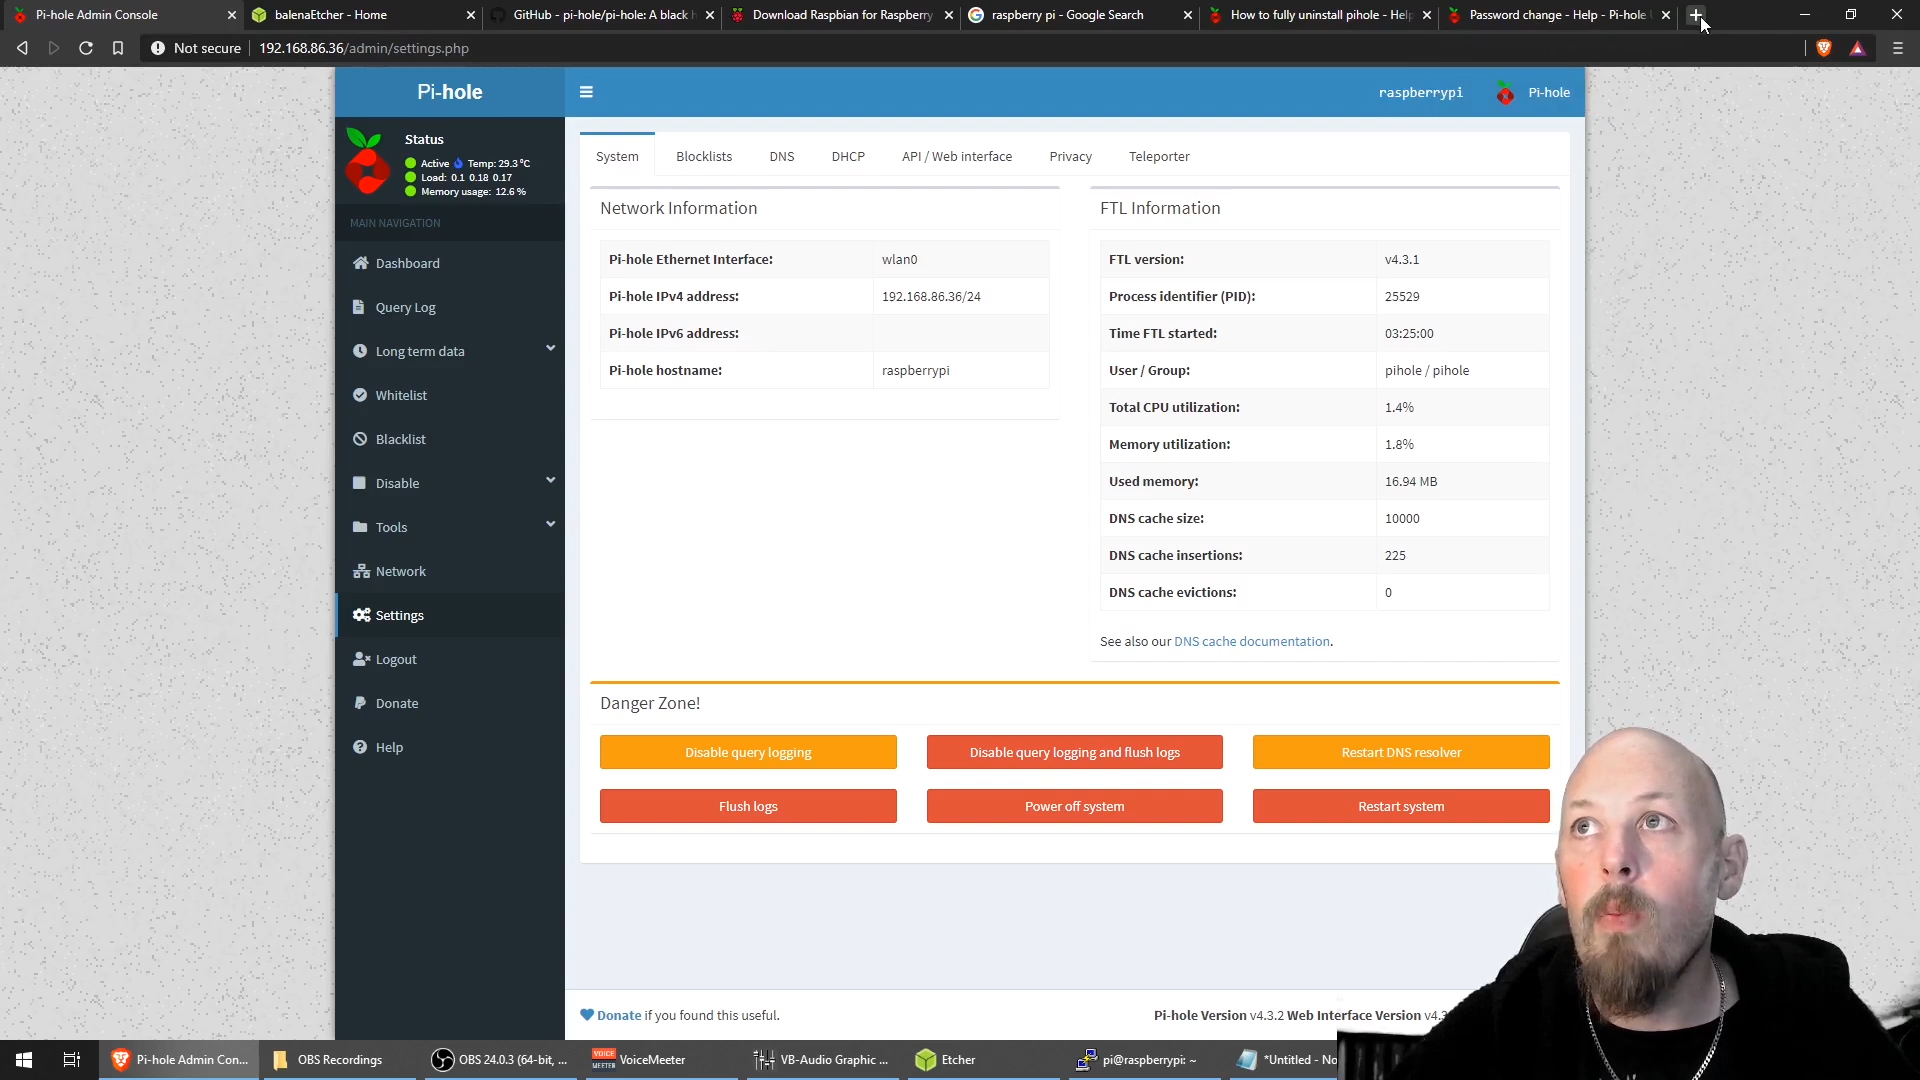 Pi-hole Admin Console
balenaEtcher - Home
GitHub - pi-hole/pi-hole: A black h
Download Raspbian for Raspberry
raspberry pi - Google Search
How to fully uninstall pihole - Help
Password change - Help - Pi-hole
Not secure
192.168.86.36/admin/settings.php
Pi-hole
raspberrypi
Pi-hole
Status
Active Temp: 29.3 °C
Load: 0.1 0.18 0.17
Memory usage: 12.6 %
MAIN NAVIGATION
Dashboard
Query Log
Long term data
Whitelist
Blacklist
Disable
Tools
Network
Settings
Logout
Donate
Help
System Blocklists DNS DHCP API / Web interface Privacy Teleporter
Network Information
Pi-hole Ethernet Interface: wlan0
Pi-hole IPv4 address: 192.168.86.36/24
Pi-hole IPv6 address:
Pi-hole hostname: raspberrypi
FTL Information
FTL version: v4.3.1
Process identifier (PID): 25529
Time FTL started: 03:25:00
User / Group: pihole / pihole
Total CPU utilization: 1.4%
Memory utilization: 1.8%
Used memory: 16.94 MB
DNS cache size: 10000
DNS cache insertions: 225
DNS cache evictions: 0
See also our DNS cache documentation.
Danger Zone!
Disable query logging
Disable query logging and flush logs
Restart DNS resolver
Flush logs
Power off system
Restart system
Donate if you found this useful.
Pi-hole Version v4.3.2 Web Interface Version v4.3
Pi-hole Admin Con...
OBS Recordings
OBS 24.0.3 (64-bit, ...
VOICE
MEETER
VoiceMeeter
VB-Audio Graphic ...
Etcher
pi@raspberrypi: ~
*Untitled - No